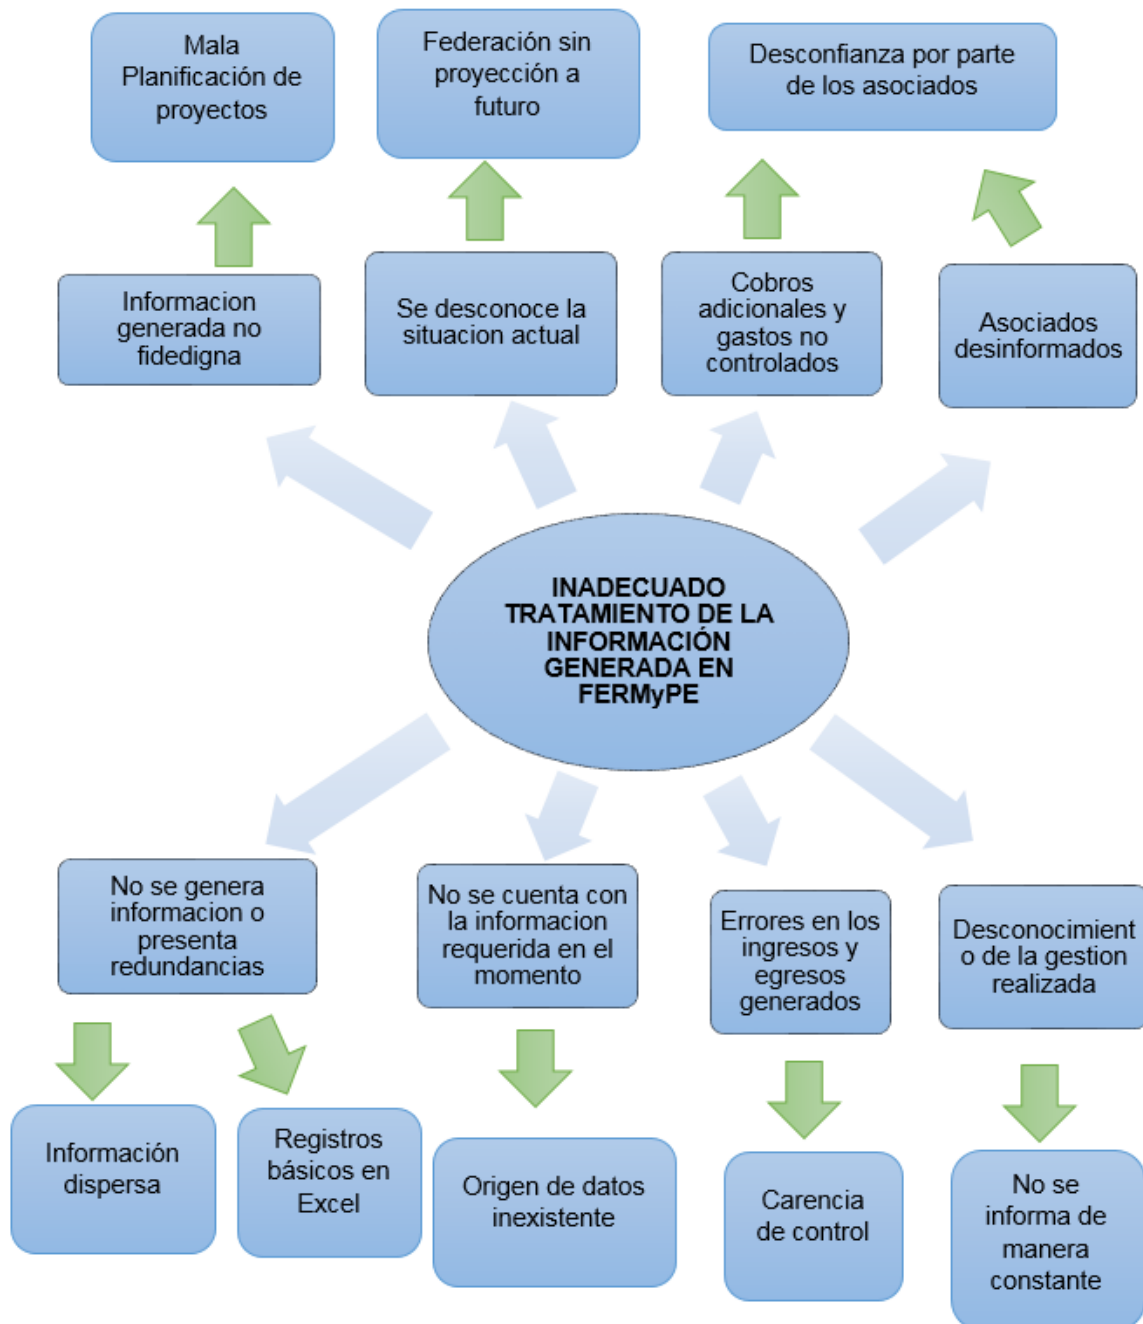 Mala
Planificación de
proyectos
Federación sin
proyección a
futuro
Desconfianza por parte
de los asociados
Informacion
generada no
fidedigna
Se desconoce la
situacion actual
Cobros
adicionales y
gastos no
controlados
Asociados
desinformados
INADECUADO
TRATAMIENTO DE LA
INFORMACIÓN
GENERADA EN
FERMyPE
No se genera
informacion o
presenta
redundancias
No se cuenta con
la informacion
requerida en el
momento
Errores en los
ingresos y
egresos
generados
Desconocimient
o de la gestion
realizada
Información
dispersa
Registros
básicos en
Excel
Origen de datos
inexistente
Carencia
de control
No se
informa de
manera
constante